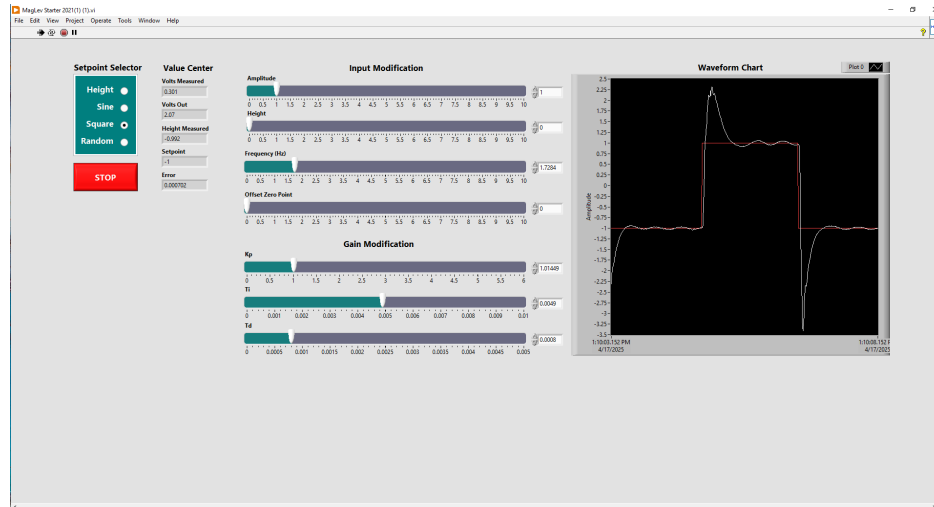 MagLev Starter 2021(1) (1).vi
File Edit View Project Operate Tools Window Help
Setpoint Selector
Height
Sine
Square
Random
STOP
Value Center
Volts Measured
0.301
Volts Out
2.07
Height Measured
-0.992
Setpoint
-1
Error
0.000702
Input Modification
Amplitude
1
0 0.5 1 1.5 2 2.5 3 3.5 4 4.5 5 5.5 6 6.5 7 7.5 8 8.5 9 9.5 10
Height
0
0 0.5 1 1.5 2 2.5 3 3.5 4 4.5 5 5.5 6 6.5 7 7.5 8 8.5 9 9.5 10
Frequency (Hz)
1.7284
0 0.5 1 1.5 2 2.5 3 3.5 4 4.5 5 5.5 6 6.5 7 7.5 8 8.5 9 9.5 10
Offset Zero Point
0
0 0.5 1 1.5 2 2.5 3 3.5 4 4.5 5 5.5 6 6.5 7 7.5 8 8.5 9 9.5 10
Gain Modification
Kp
1.01449
0 0.5 1 1.5 2 2.5 3 3.5 4 4.5 5 5.5 6
Ti
0.0049
0 0.001 0.002 0.003 0.004 0.005 0.006 0.007 0.008 0.009 0.01
Td
0.0008
0 0.0005 0.001 0.0015 0.002 0.0025 0.003 0.0035 0.004 0.0045 0.005
Waveform Chart
Plot 0
Amplitude
2.5
2.25
2
1.75
1.5
1.25
1
0.75
0.5
0.25
0
-0.25
-0.5
-0.75
-1
-1.25
-1.5
-1.75
-2
-2.25
-2.5
-2.75
-3
-3.25
-3.5
1:10:03.152 PM
4/17/2025
1:10:08.152
4/17/2025